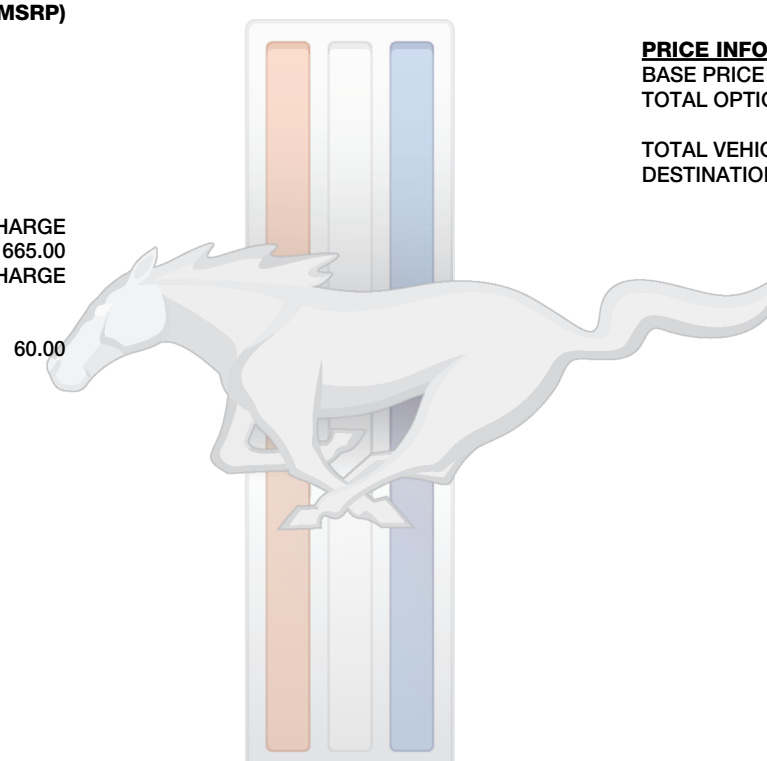 MSRP)
HARGE
665.00
HARGE
60.00
PRICE INFO
BASE PRICE
TOTAL OPTIO
TOTAL VEHIC
DESTINATION